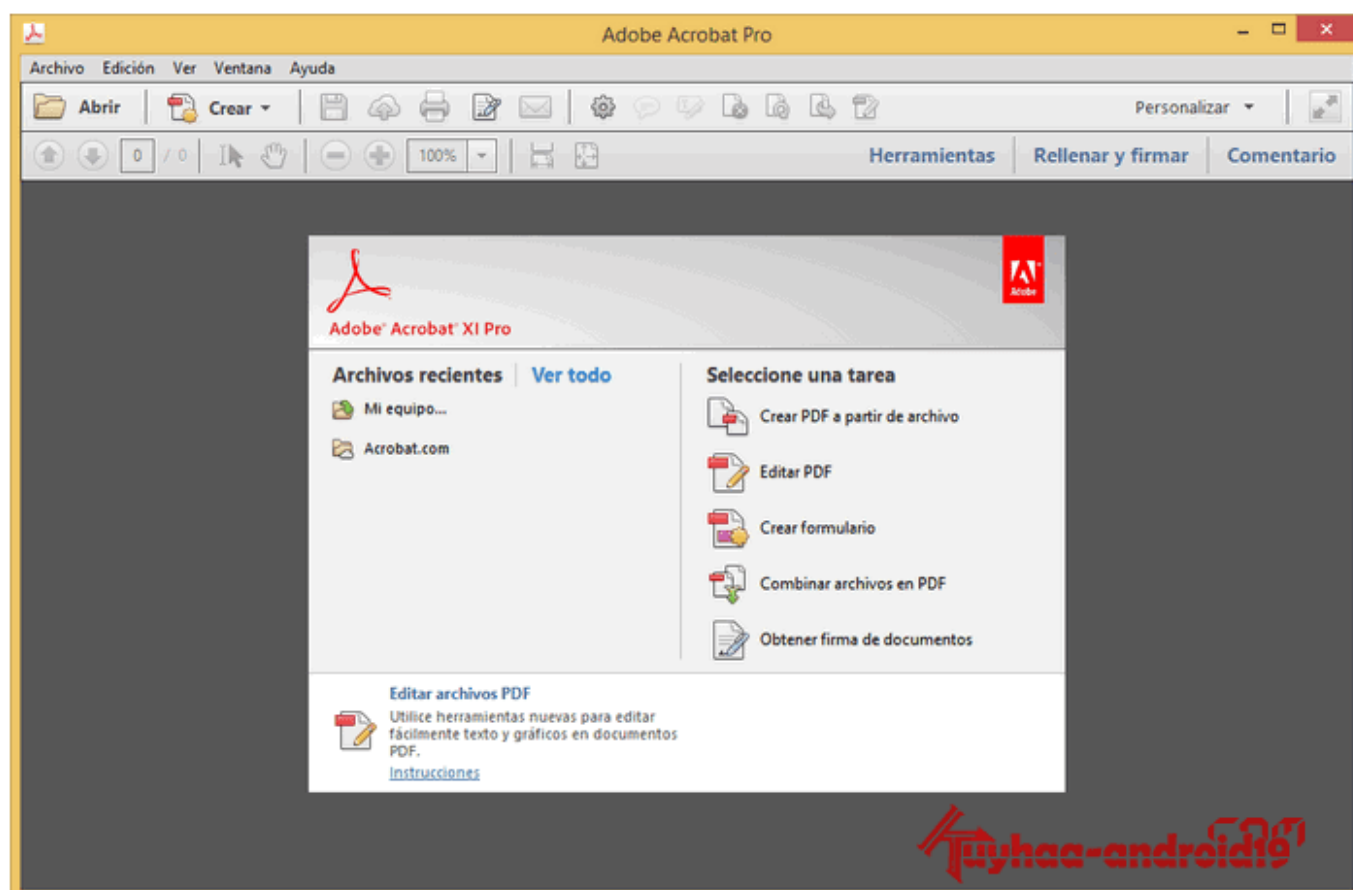 Adobe Acrobat Pro
Archivo Edición Ver Ventana Ayuda
Abrir Crear Personalizar
0 / 0 100% Herramientas Rellenar y firmar Comentario
Adobe
Adobe® Acrobat® XI Pro
Archivos recientes Ver todo
Mi equipo...
Acrobat.com
Seleccione una tarea
Crear PDF a partir de archivo
Editar PDF
Crear formulario
Combinar archivos en PDF
Obtener firma de documentos
Editar archivos PDF
Utilice herramientas nuevas para editar
fácilmente texto y gráficos en documentos
PDF.
Instrucciones
kuyhaa-android19